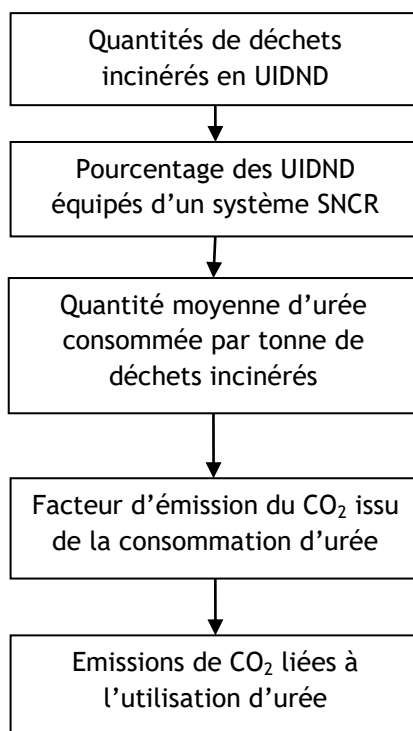 Quantités de déchets
incinérés en UIDND
Pourcentage des UIDND
équipés d’un système SNCR
Quantité moyenne d’urée
consommée par tonne de
déchets incinérés
Facteur d’émission du CO₂ issu
de la consommation d’urée
Emissions de CO₂ liées à
l’utilisation d’urée